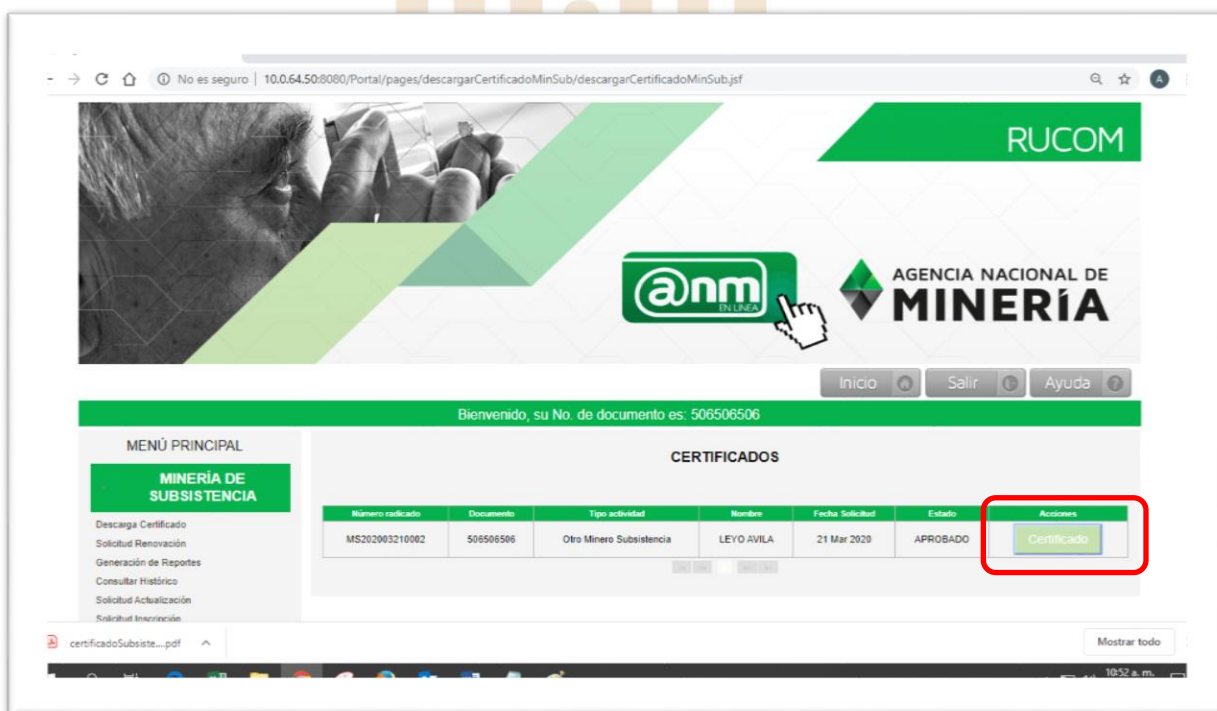 No es seguro | 10.0.64.50:8080/Portal/pages/descargarCertificadoMinSub/descargarCertificadoMinSub.jsf
A
RUCOM
@nm
EN LINEA
AGENCIA NACIONAL DE
MINERÍA
Inicio Salir Ayuda
Bienvenido, su No. de documento es: 506506506
MENÚ PRINCIPAL
MINERÍA DE
SUBSISTENCIA
Descarga Certificado
Solicitud Renovación
Generación de Reportes
Consultar Histórico
Solicitud Actualización
Solicitud Inscripción
CERTIFICADOS
Número radicado Documento Tipo actividad Nombre Fecha Solicitud Estado Acciones
MS202003210002 506506506 Otro Minero Subsistencia LEYO AVILA 21 Mar 2020 APROBADO Certificado
certificadoSubsiste....pdf
Mostrar todo
10:52 a. m.